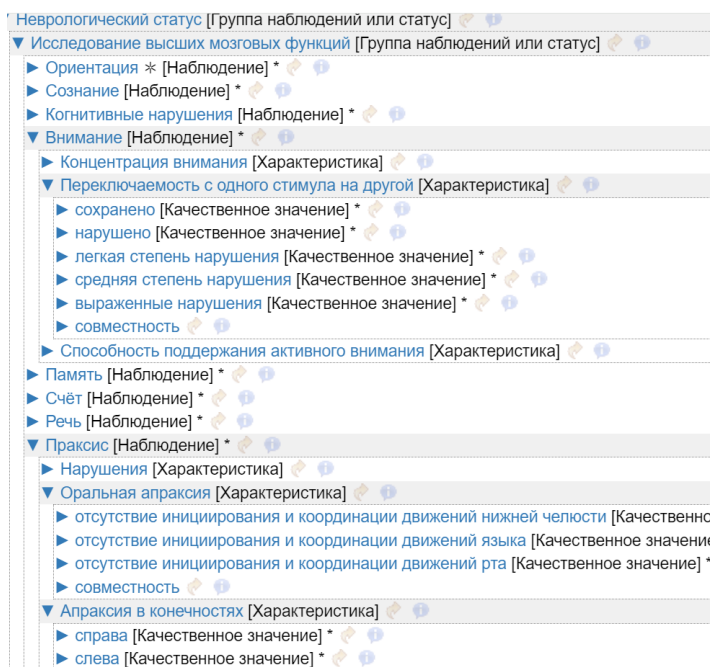 Неврологический статус [Группа наблюдений или статус]
▼ Исследование высших мозговых функций [Группа наблюдений или статус]
► Ориентация ✳ [Наблюдение] *
► Сознание [Наблюдение] *
► Когнитивные нарушения [Наблюдение] *
▼ Внимание [Наблюдение] *
► Концентрация внимания [Характеристика]
▼ Переключаемость с одного стимула на другой [Характеристика]
► сохранено [Качественное значение] *
► нарушено [Качественное значение] *
► легкая степень нарушения [Качественное значение] *
► средняя степень нарушения [Качественное значение] *
► выраженные нарушения [Качественное значение] *
► совместность
► Способность поддержания активного внимания [Характеристика]
► Память [Наблюдение] *
► Счёт [Наблюдение] *
► Речь [Наблюдение] *
▼ Праксис [Наблюдение] *
► Нарушения [Характеристика]
▼ Оральная апраксия [Характеристика]
► отсутствие инициирования и координации движений нижней челюсти [Качественно
► отсутствие инициирования и координации движений языка [Качественное значени
► отсутствие инициирования и координации движений рта [Качественное значение] *
► совместность
▼ Апраксия в конечностях [Характеристика]
► справа [Качественное значение] *
► слева [Качественное значение] *